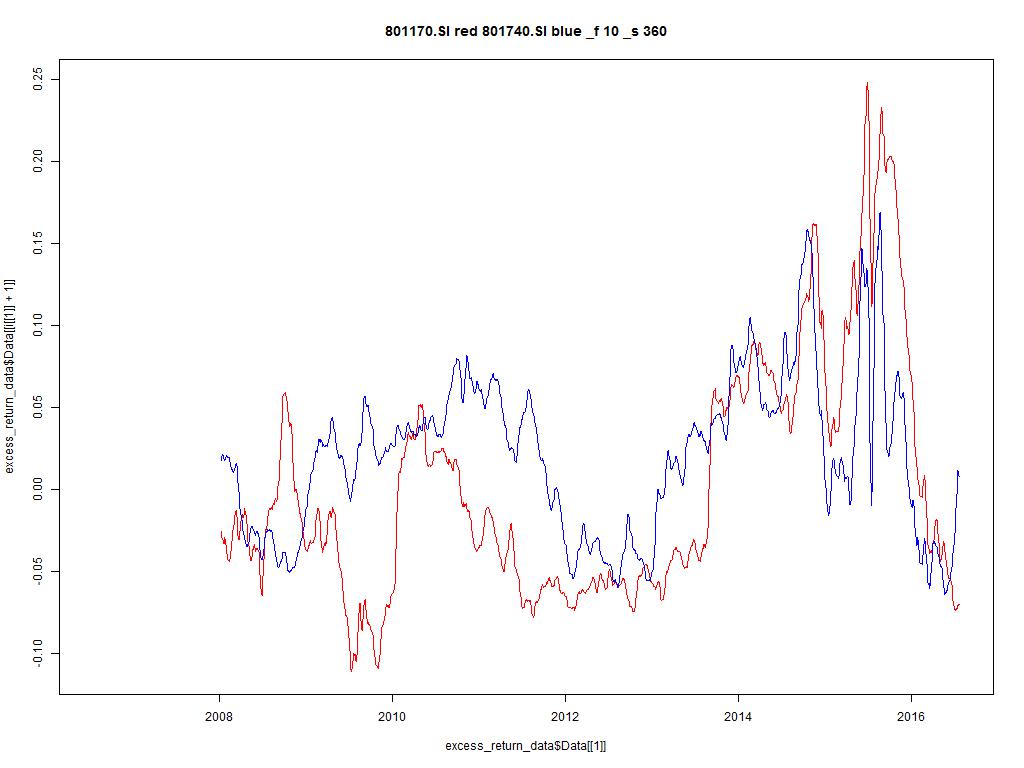 801170.SI red 801740.SI blue _f 10 _s 360
excess_return_data$Data[[i[[1]] + 1]]
0.25
0.20
0.15
0.10
0.05
0.00
-0.05
-0.10
2008 2010 2012 2014 2016
excess_return_data$Data[[1]]